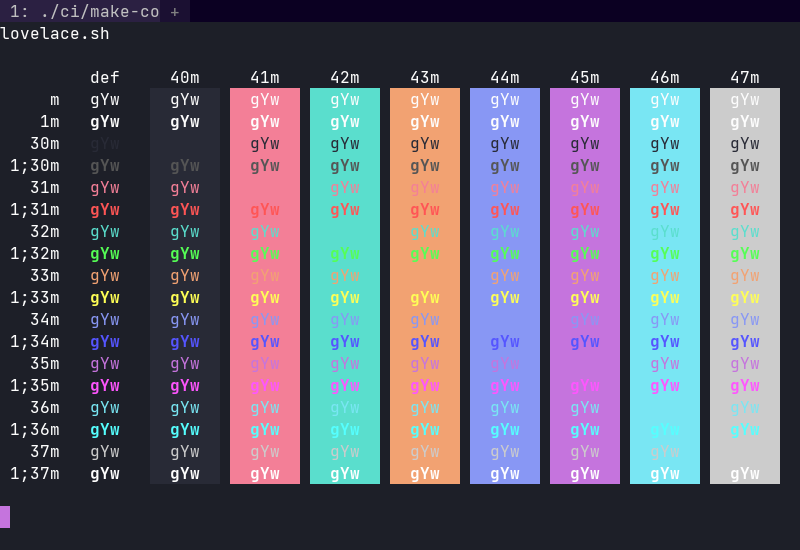 1: ./ci/make-co +
lovelace.sh
def 40m 41m 42m 43m 44m 45m 46m 47m
m gYw gYw gYw gYw gYw gYw gYw gYw gYw
1m gYw gYw gYw gYw gYw gYw gYw gYw gYw
30m gYw gYw gYw gYw gYw gYw gYw gYw
1;30m gYw gYw gYw gYw gYw gYw gYw gYw gYw
31m gYw gYw gYw gYw gYw gYw gYw gYw
1;31m gYw gYw gYw gYw gYw gYw gYw gYw gYw
32m gYw gYw gYw gYw gYw gYw gYw gYw
1;32m gYw gYw gYw gYw gYw gYw gYw gYw gYw
33m gYw gYw gYw gYw gYw gYw gYw gYw
1;33m gYw gYw gYw gYw gYw gYw gYw gYw gYw
34m gYw gYw gYw gYw gYw gYw gYw gYw
1;34m gYw gYw gYw gYw gYw gYw gYw gYw gYw
35m gYw gYw gYw gYw gYw gYw gYw gYw
1;35m gYw gYw gYw gYw gYw gYw gYw gYw gYw
36m gYw gYw gYw gYw gYw gYw gYw gYw
1;36m gYw gYw gYw gYw gYw gYw gYw gYw gYw
37m gYw gYw gYw gYw gYw gYw gYw gYw
1;37m gYw gYw gYw gYw gYw gYw gYw gYw gYw